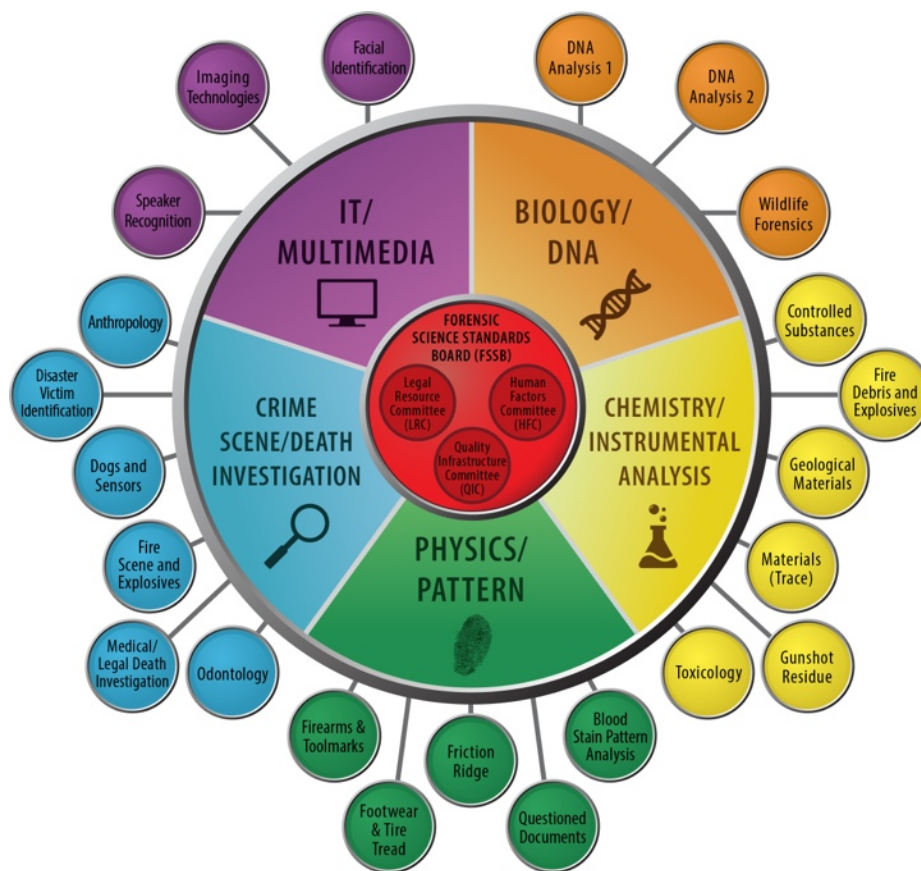 Facial
Identification
Imaging
Technologies
Speaker
Recognition
DNA
Analysis 1
DNA
Analysis 2
Wildlife
Forensics
IT/
MULTIMEDIA
BIOLOGY/
DNA
FORENSIC
SCIENCE STANDARDS
BOARD (FSSB)
Legal
Resource
Committee
(LRC)
Human
Factors
Committee
(HFC)
Quality
Infrastructure
Committee
(QIC)
CRIME
SCENE/DEATH
INVESTIGATION
CHEMISTRY/
INSTRUMENTAL
ANALYSIS
PHYSICS/
PATTERN
Anthropology
Disaster
Victim
Identification
Dogs and
Sensors
Fire
Scene and
Explosives
Medical/
Legal Death
Investigation
Odontology
Controlled
Substances
Fire
Debris and
Explosives
Geological
Materials
Materials
(Trace)
Gunshot
Residue
Toxicology
Firearms &
Toolmarks
Footwear
& Tire
Tread
Friction
Ridge
Questioned
Documents
Blood
Stain Pattern
Analysis